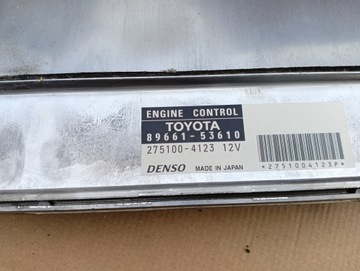 ENGINE CONTROL
TOYOTA
89661-53610
275100-4123 12V
DENSO MADE IN JAPAN
*2751004123P*